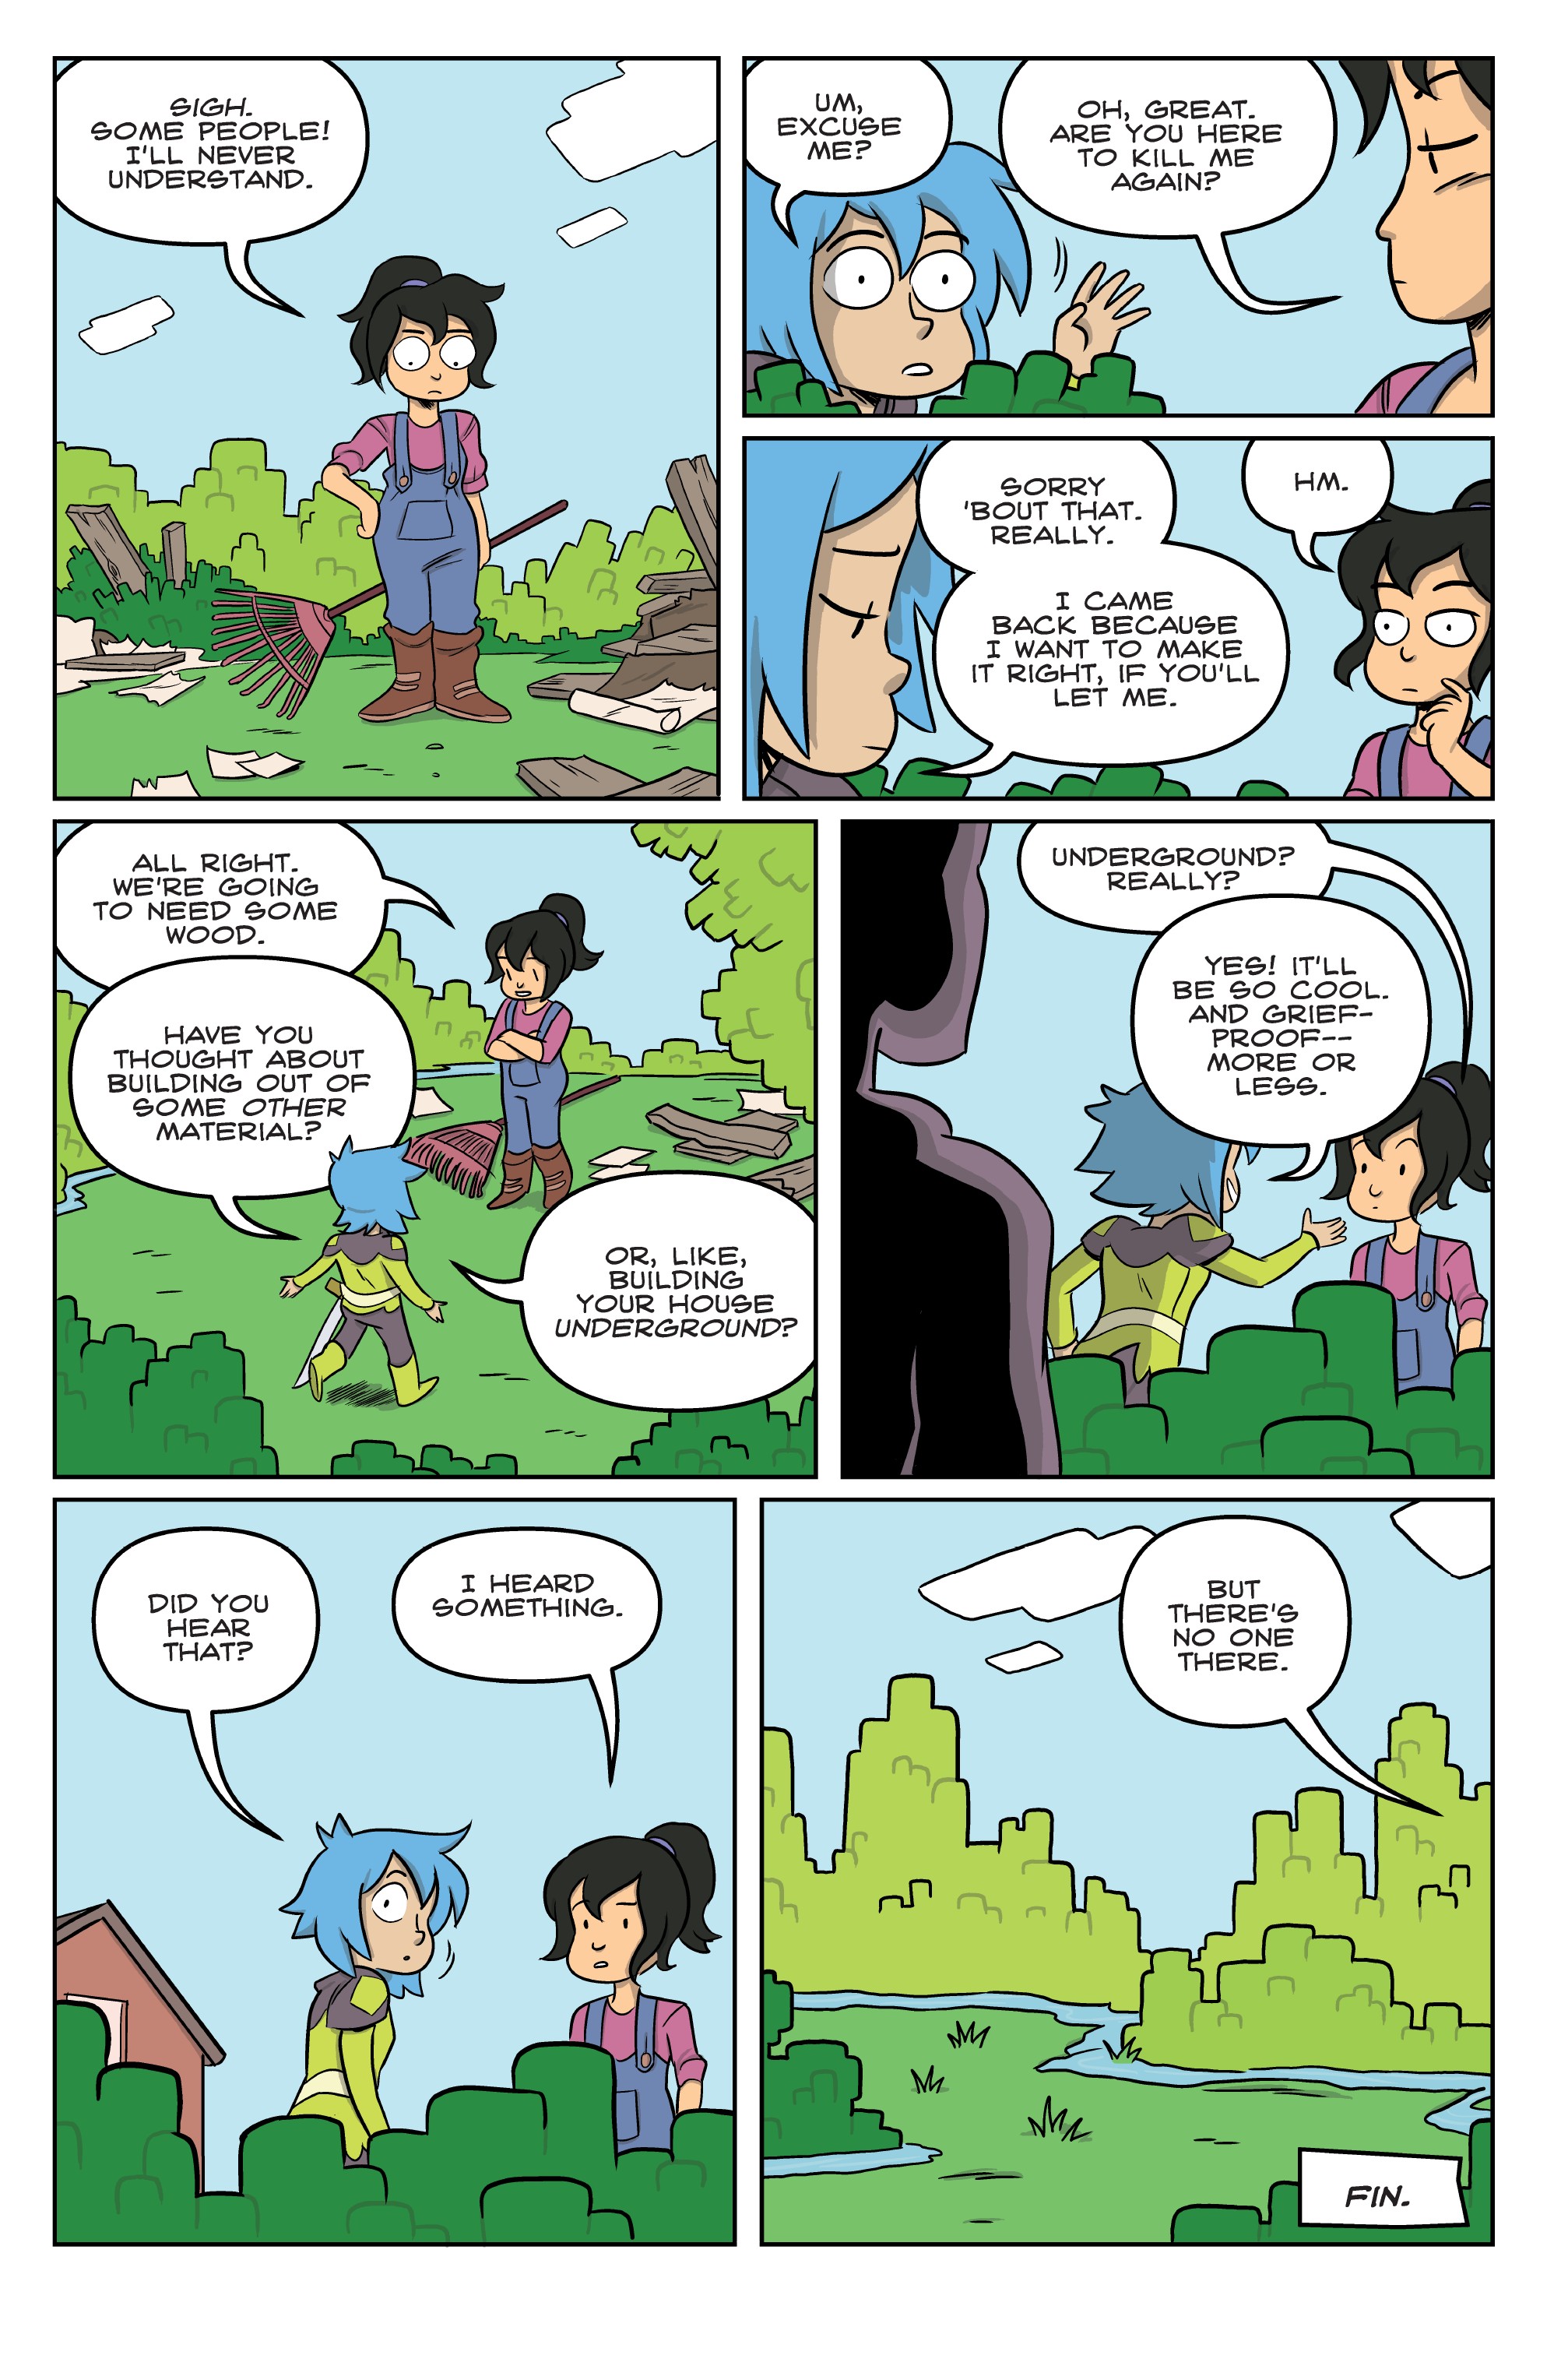 SIGH.
SOME PEOPLE!
I'LL NEVER
UNDERSTAND.
UM,
EXCUSE
ME?
OH, GREAT.
ARE YOU HERE
TO KILL ME
AGAIN?
SORRY
'BOUT THAT.
REALLY.
I CAME
BACK BECAUSE
I WANT TO MAKE
IT RIGHT, IF YOU'LL
LET ME.
HM.
ALL RIGHT.
WE'RE GOING
TO NEED SOME
WOOD.
HAVE YOU
THOUGHT ABOUT
BUILDING OUT OF
SOME OTHER
MATERIAL?
OR, LIKE,
BUILDING
YOUR HOUSE
UNDERGROUND?
UNDERGROUND?
REALLY?
YES! IT'LL
BE SO COOL.
AND GRIEF-
PROOF--
MORE OR
LESS.
DID YOU
HEAR
THAT?
I HEARD
SOMETHING.
BUT
THERE'S
NO ONE
THERE.
FIN.